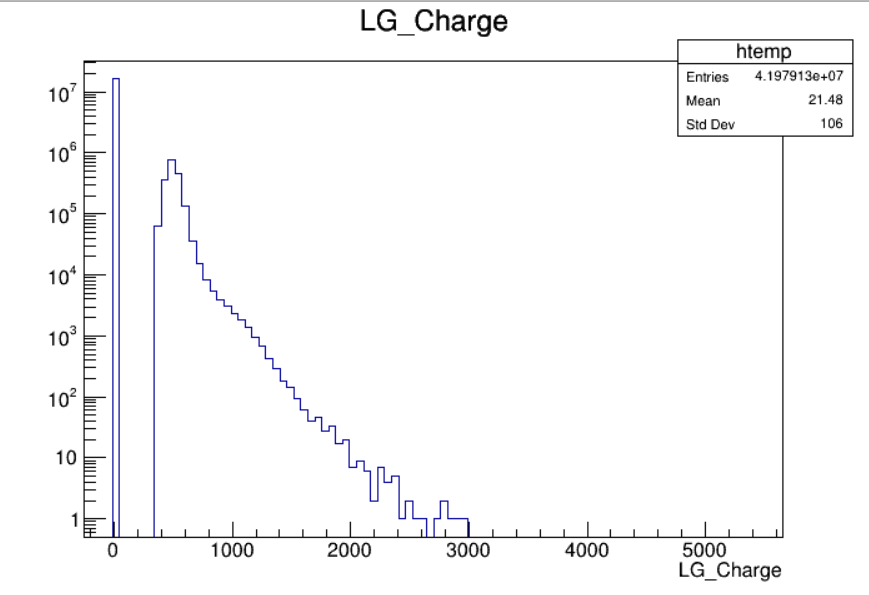 LG_Charge
htemp
Entries 4.197913e+07
Mean 21.48
Std Dev 106
10^7
10^6
10^5
10^4
10^3
10^2
10
1
0 1000 2000 3000 4000 5000
LG_Charge